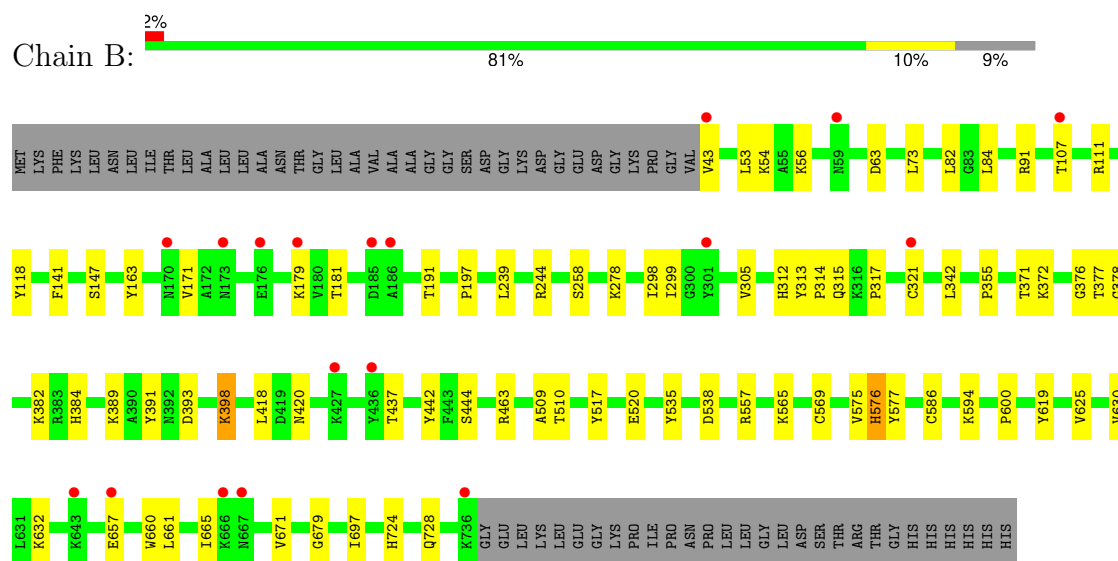 2%
Chain B:
81% 10% 9%
MET LYS PHE LYS LEU ASN LEU ILE THR LEU ALA LEU LEU ALA ASN THR GLY LEU ALA VAL ALA ALA GLY GLY SER ASP GLY LYS ASP GLY GLU ASP GLY LYS PRO GLY VAL V43 L53 K54 A55 K56 N59 D63 L73 L82 G83 L84 R91 T107 R111
Y118 F141 S147 Y163 N170 V171 A172 N173 E176 K179 V180 T181 D185 A186 T191 P197 L239 R244 S258 K278 I298 I299 G300 Y301 V305 H312 Y313 P314 Q315 K316 P317 C321 L342 P355 T371 K372 G376 T377
K382 R383 H384 K389 A390 Y391 N392 D393 K398 L418 D419 N420 K427 Y436 T437 Y442 F443 S444 R463 A509 T510 Y517 E520 Y535 D538 R557 K565 C569 V575 H576 Y577 C586 K594 P600 Y619 V625
L631 K632 K643 E657 W660 L661 I665 K666 N667 V671 G679 I697 H724 Q728 K736 GLY GLU LEU LYS LEU GLU GLY LYS PRO ILE PRO ASN PRO LEU LEU GLY LEU ASP SER THR ARG THR GLY HIS HIS HIS HIS HIS HIS